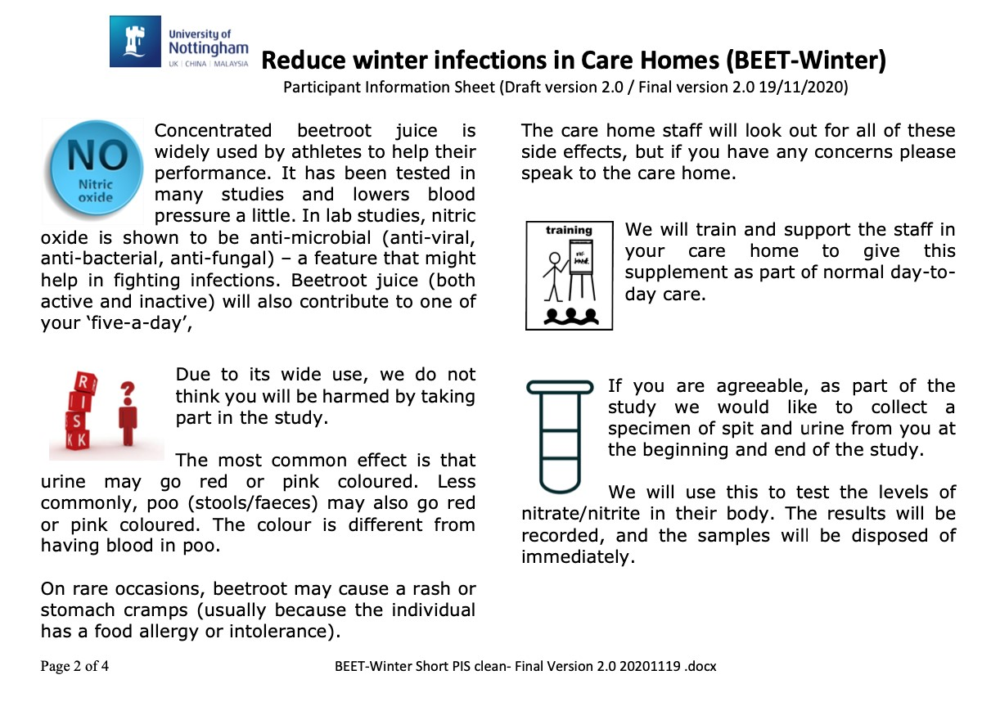 University of
Nottingham
UK | CHINA | MALAYSIA
Reduce winter infections in Care Homes (BEET-Winter)
Participant Information Sheet (Draft version 2.0 / Final version 2.0 19/11/2020)
NO
Nitric
oxide
Concentrated beetroot juice is
widely used by athletes to help their
performance. It has been tested in
many studies and lowers blood
pressure a little. In lab studies, nitric
oxide is shown to be anti-microbial (anti-viral,
anti-bacterial, anti-fungal) – a feature that might
help in fighting infections. Beetroot juice (both
active and inactive) will also contribute to one of
your ‘five-a-day’,
R
I
S
K K
?
Due to its wide use, we do not
think you will be harmed by taking
part in the study.
The most common effect is that
urine may go red or pink coloured. Less
commonly, poo (stools/faeces) may also go red
or pink coloured. The colour is different from
having blood in poo.
On rare occasions, beetroot may cause a rash or
stomach cramps (usually because the individual
has a food allergy or intolerance).
The care home staff will look out for all of these
side effects, but if you have any concerns please
speak to the care home.
training
We will train and support the staff in
your care home to give this
supplement as part of normal day-to-
day care.
If you are agreeable, as part of the
study we would like to collect a
specimen of spit and urine from you at
the beginning and end of the study.
We will use this to test the levels of
nitrate/nitrite in their body. The results will be
recorded, and the samples will be disposed of
immediately.
Page 2 of 4
BEET-Winter Short PIS clean- Final Version 2.0 20201119 .docx